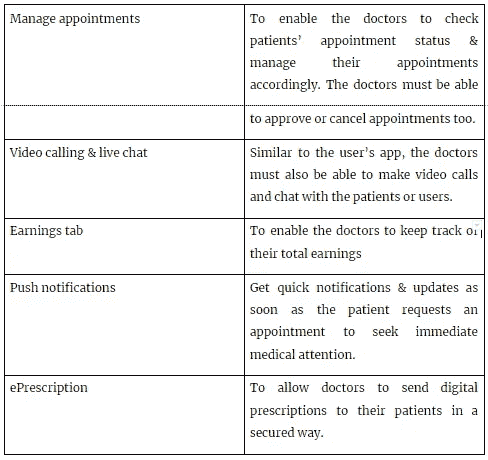 Manage appointments
To enable the doctors to check
patients’ appointment status &
manage their appointments
accordingly. The doctors must be able
to approve or cancel appointments too.
Video calling & live chat
Similar to the user’s app, the doctors
must also be able to make video calls
and chat with the patients or users.
Earnings tab
To enable the doctors to keep track of
their total earnings
Push notifications
Get quick notifications & updates as
soon as the patient requests an
appointment to seek immediate
medical attention.
ePrescription
To allow doctors to send digital
prescriptions to their patients in a
secured way.